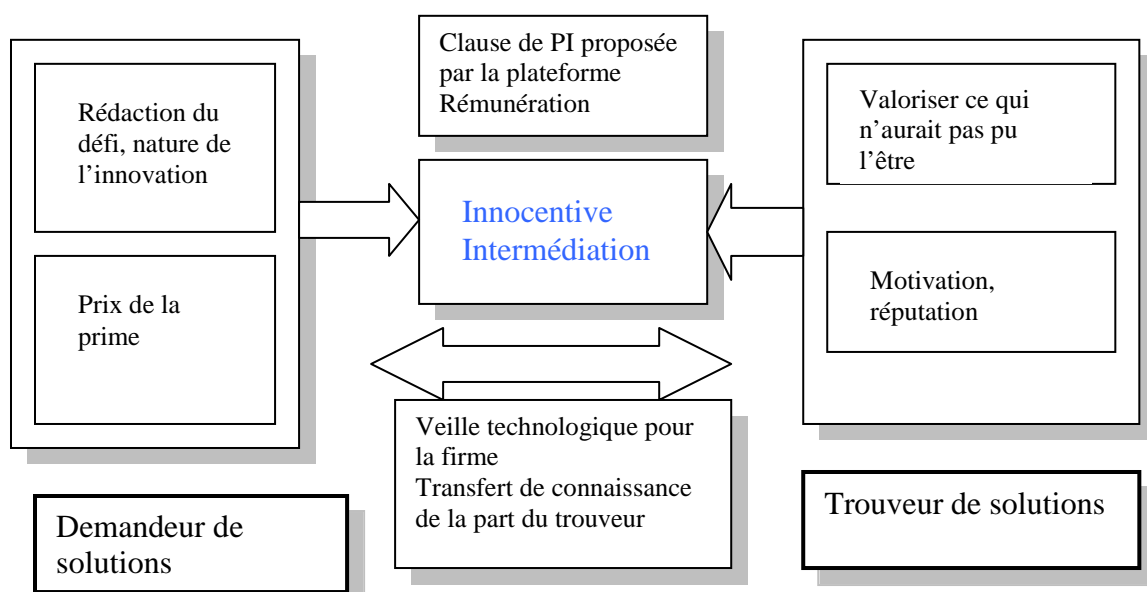 Rédaction du
défi, nature de
l’innovation
Prix de la
prime
Demandeur de
solutions
Clause de PI proposée
par la plateforme
Rémunération
Innocentive
Intermédiation
Veille technologique pour
la firme
Transfert de connaissance
de la part du trouveur
Valoriser ce qui
n’aurait pas pu
l’être
Motivation,
réputation
Trouveur de solutions